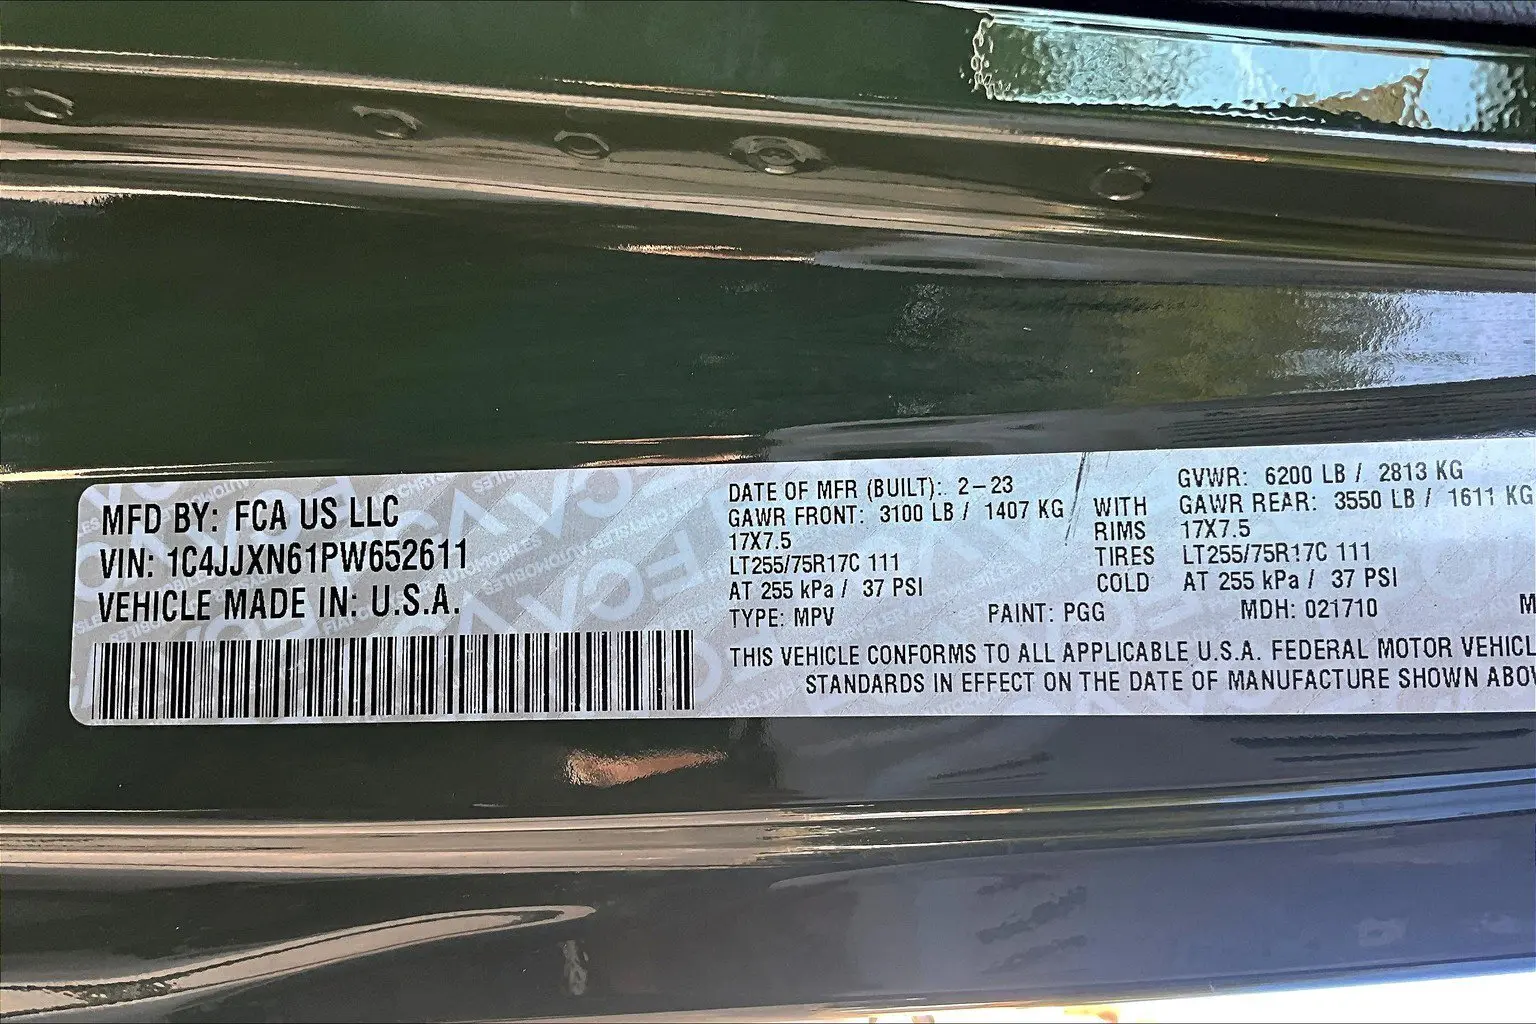 MFD BY: FCA US LLC
VIN: 1C4JJXN61PW652611
VEHICLE MADE IN: U.S.A.
DATE OF MFR (BUILT): 2-23
GAWR FRONT: 3100 LB / 1407 KG
17X7.5
LT255/75R17C 111
AT 255 kPa / 37 PSI
TYPE: MPV
WITH
RIMS
TIRES
COLD
GVWR: 6200 LB / 2813 KG
GAWR REAR: 3550 LB / 1611 KG
17X7.5
LT255/75R17C 111
AT 255 kPa / 37 PSI
PAINT: PGG
MDH: 021710
M
THIS VEHICLE CONFORMS TO ALL APPLICABLE U.S.A. FEDERAL MOTOR VEHICL
STANDARDS IN EFFECT ON THE DATE OF MANUFACTURE SHOWN ABO